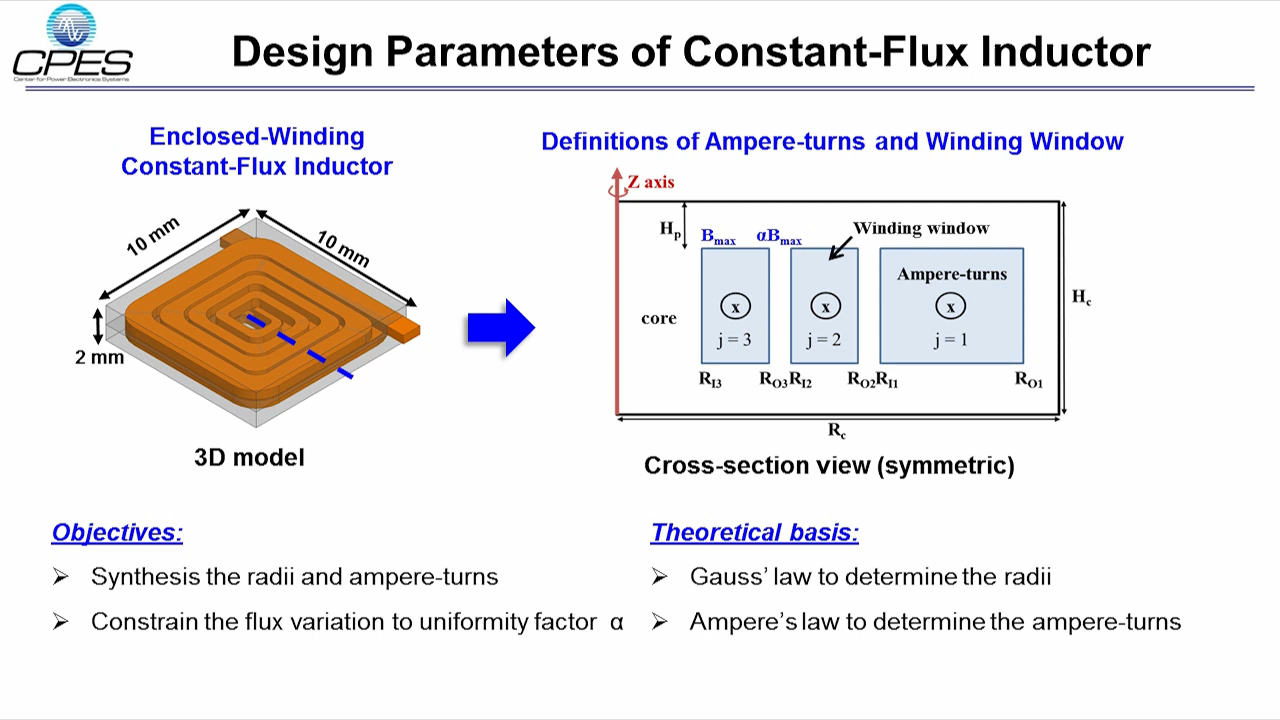 CPES
Center for Power Electronics Systems
Design Parameters of Constant-Flux Inductor
Enclosed-Winding
Constant-Flux Inductor
10 mm
10 mm
2 mm
3D model
Definitions of Ampere-turns and Winding Window
Z axis
Hp
Bmax
αBmax
Winding window
Ampere-turns
core
x
x
x
j = 3
j = 2
j = 1
Hc
RI3
RO3
RI2
RO2
RI1
RO1
Rc
Cross-section view (symmetric)
Objectives:
➢ Synthesis the radii and ampere-turns
➢ Constrain the flux variation to uniformity factor α
Theoretical basis:
➢ Gauss’ law to determine the radii
➢ Ampere’s law to determine the ampere-turns